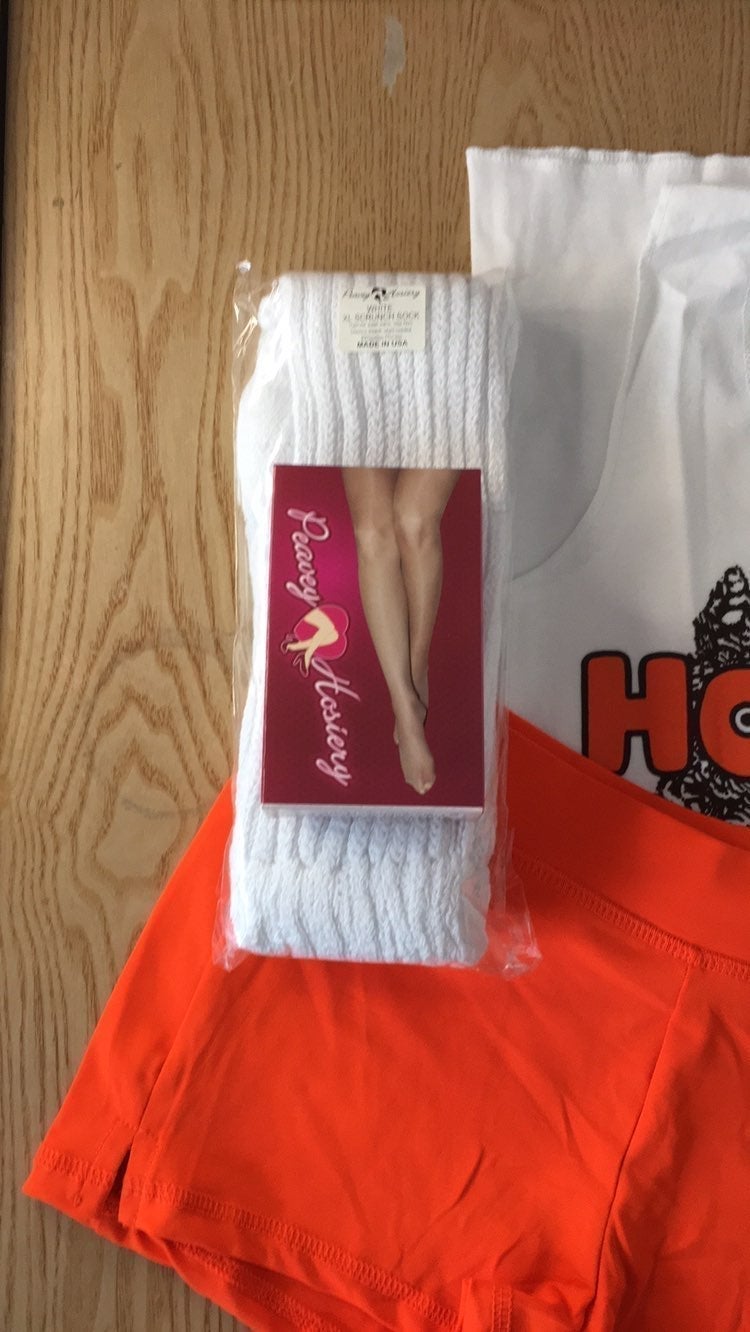 Peavey Hosiery
WHITE
XL SCRUNCH SOCK
MADE IN USA
Peavey Hosiery
HO